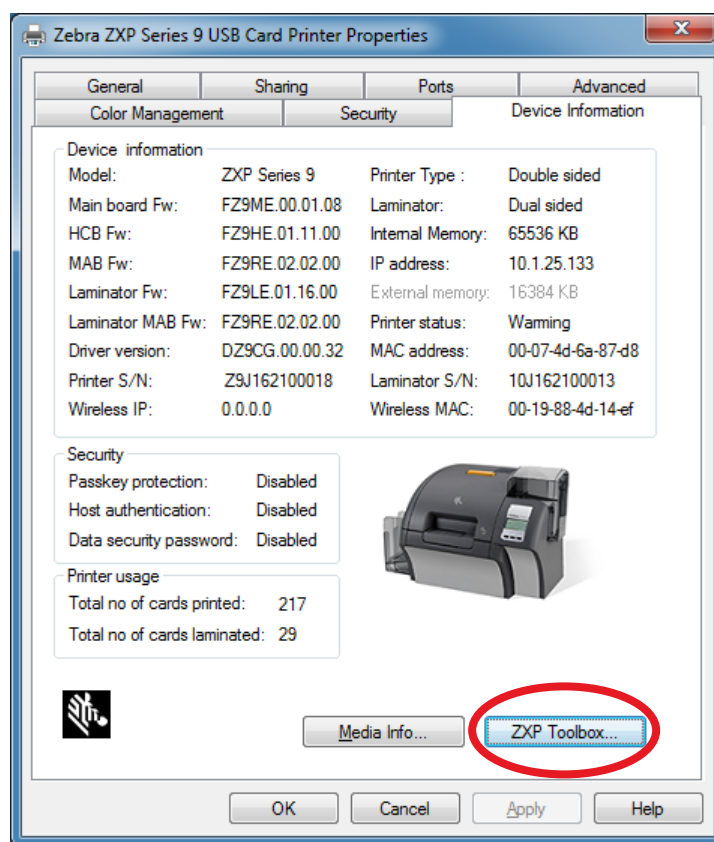 Zebra ZXP Series 9 USB Card Printer Properties
General Sharing Ports Advanced
Color Management Security Device Information
Device information
Model: ZXP Series 9 Printer Type : Double sided
Main board Fw: FZ9ME.00.01.08 Laminator: Dual sided
HCB Fw: FZ9HE.01.11.00 Internal Memory: 65536 KB
MAB Fw: FZ9RE.02.02.00 IP address: 10.1.25.133
Laminator Fw: FZ9LE.01.16.00 External memory: 16384 KB
Laminator MAB Fw: FZ9RE.02.02.00 Printer status: Warming
Driver version: DZ9CG.00.00.32 MAC address: 00-07-4d-6a-87-d8
Printer S/N: Z9J162100018 Laminator S/N: 10J162100013
Wireless IP: 0.0.0.0 Wireless MAC: 00-19-88-4d-14-ef
Security
Passkey protection: Disabled
Host authentication: Disabled
Data security password: Disabled
Printer usage
Total no of cards printed: 217
Total no of cards laminated: 29
Media Info... ZXP Toolbox...
OK Cancel Apply Help